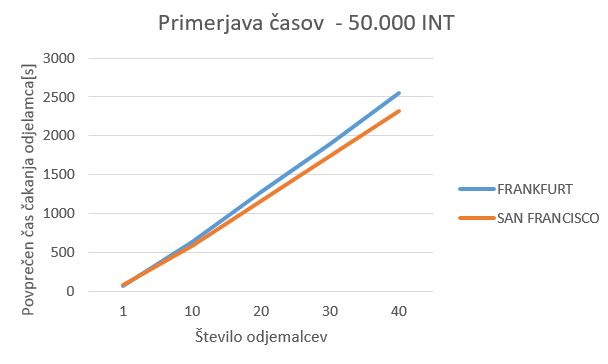 Primerjava časov - 50.000 INT
Povprečen čas čakanja odjelamca[s]
3000
2500
2000
1500
1000
500
0
1 10 20 30 40
Število odjemalcev
FRANKFURT
SAN FRANCISCO